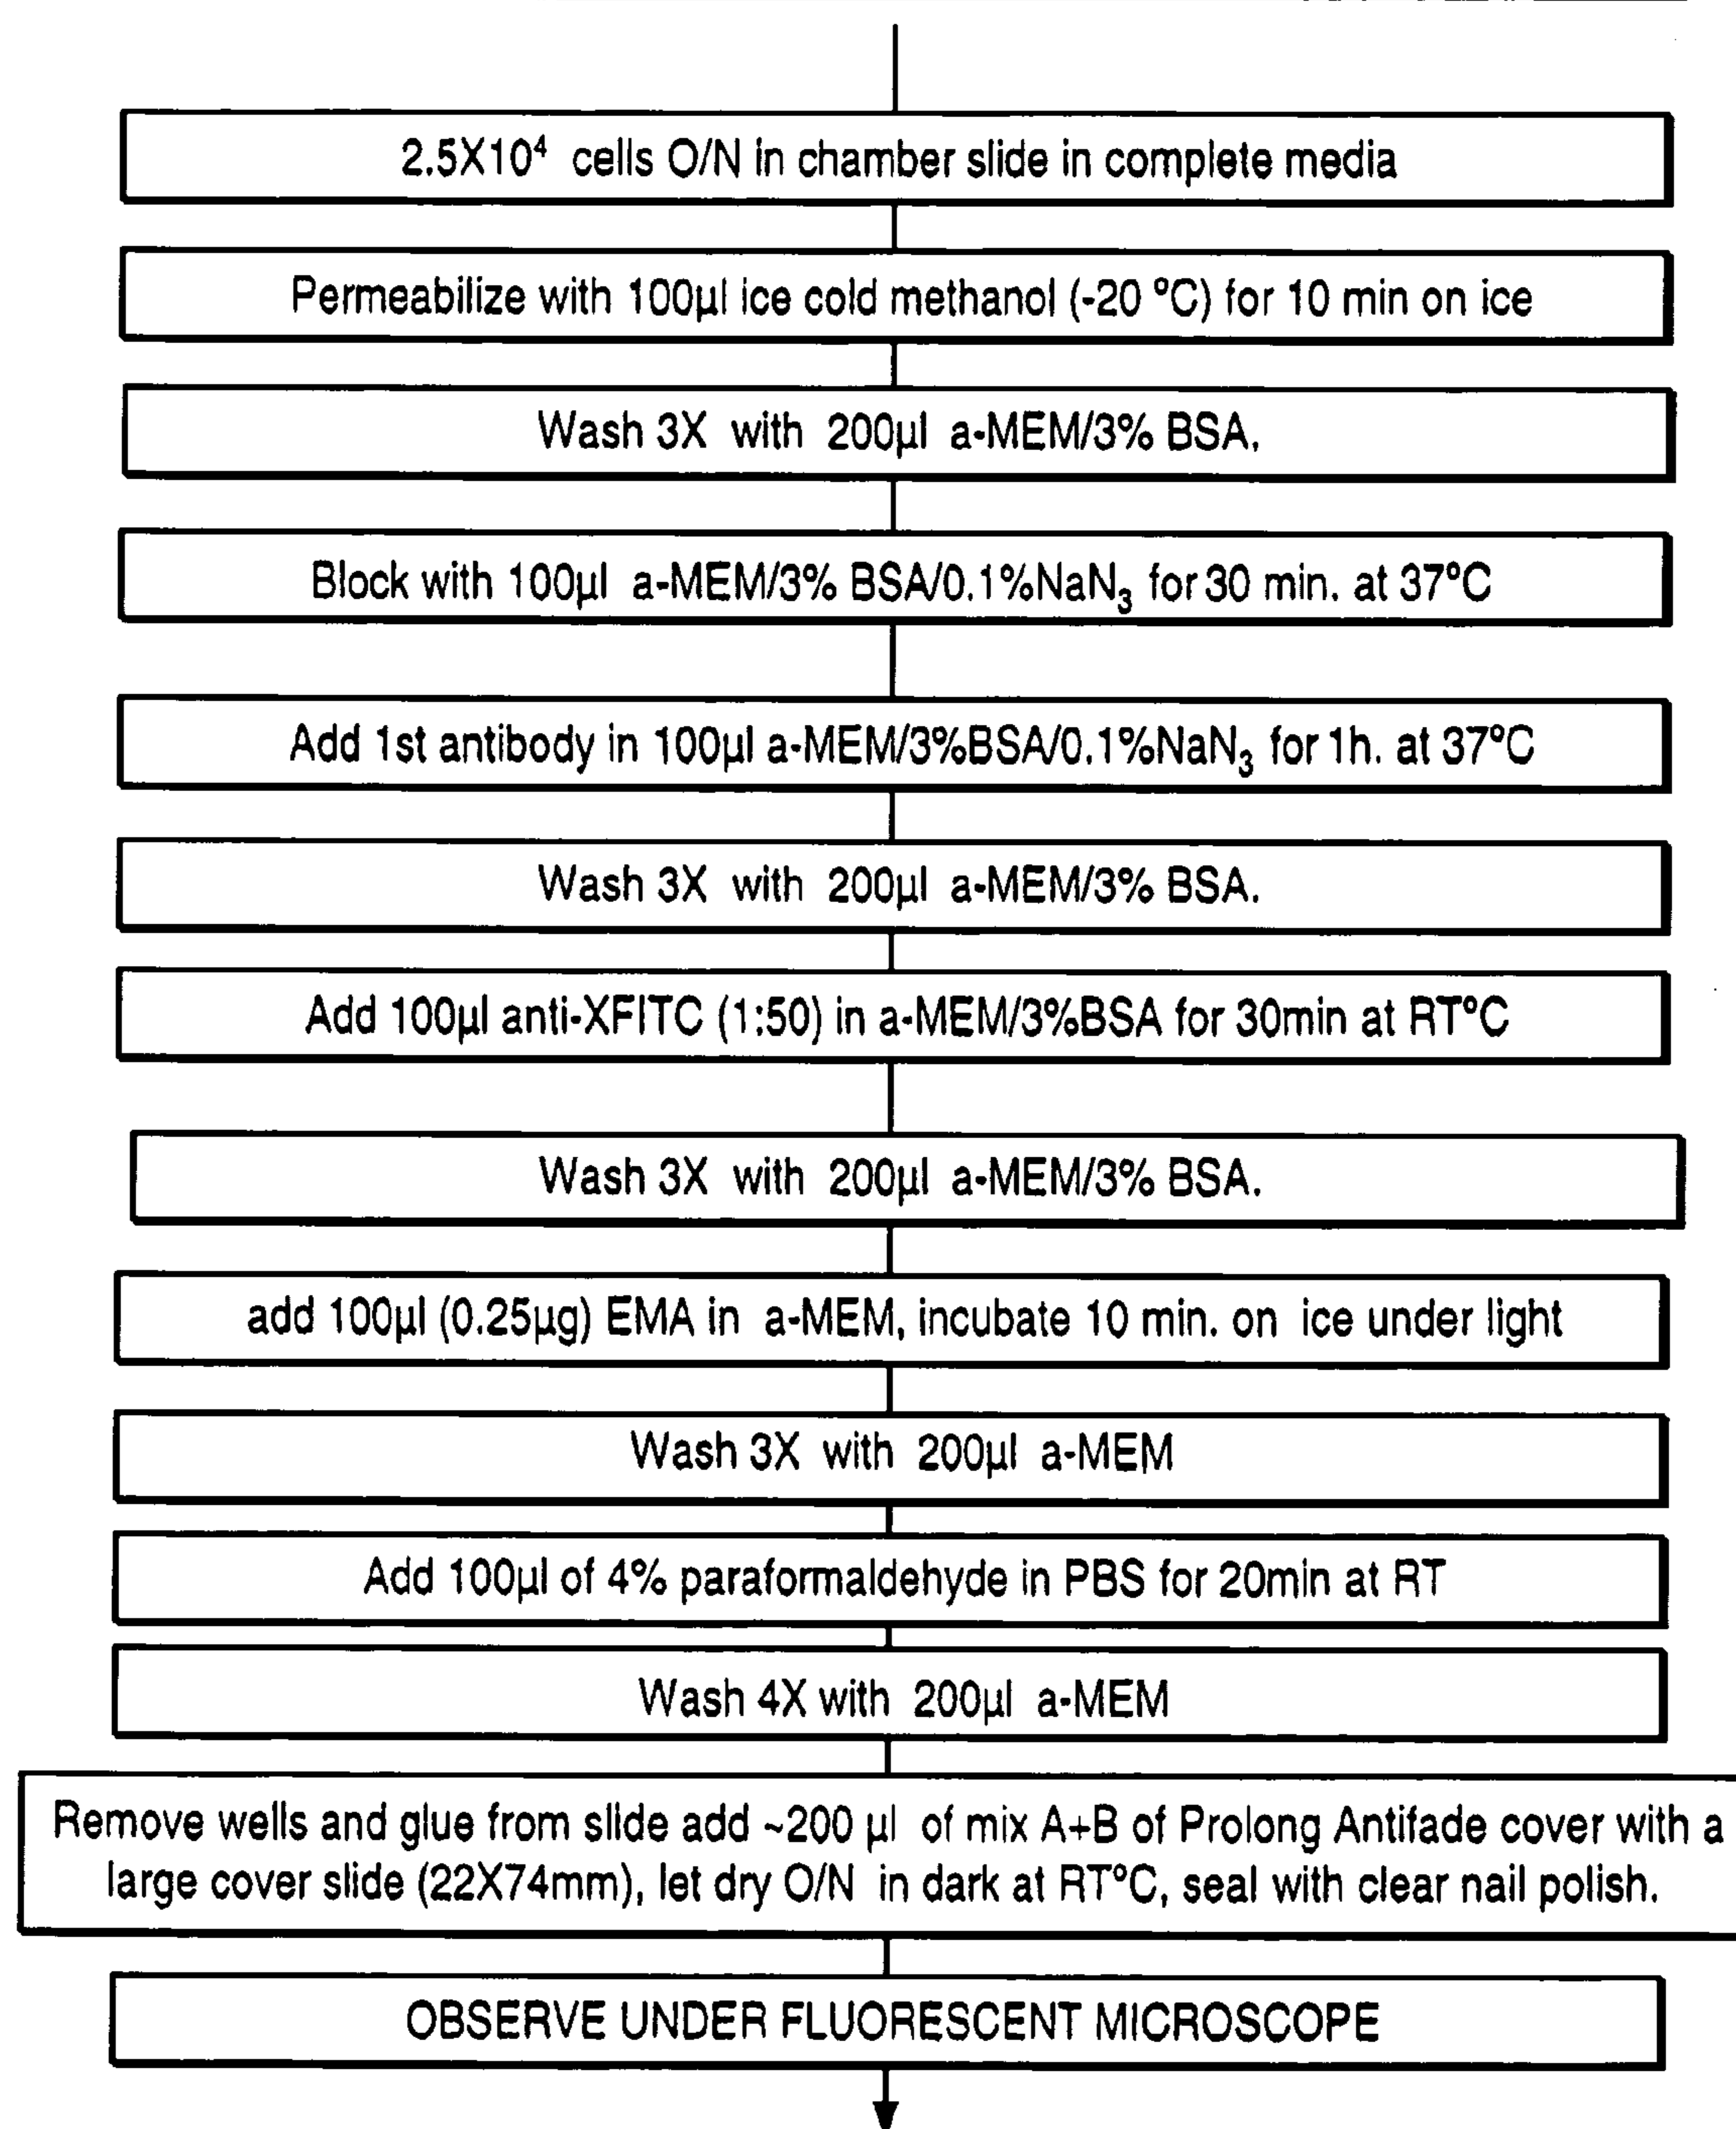 2.5X10⁴ cells O/N in chamber slide in complete media
Permeabilize with 100µl ice cold methanol (-20 °C) for 10 min on ice
Wash 3X with 200µl a-MEM/3% BSA.
Block with 100µl a-MEM/3% BSA/0.1%NaN₃ for 30 min. at 37°C
Add 1st antibody in 100µl a-MEM/3%BSA/0.1%NaN₃ for 1h. at 37°C
Wash 3X with 200µl a-MEM/3% BSA.
Add 100µl anti-XFITC (1:50) in a-MEM/3%BSA for 30min at RT°C
Wash 3X with 200µl a-MEM/3% BSA.
add 100µl (0.25µg) EMA in a-MEM, incubate 10 min. on ice under light
Wash 3X with 200µl a-MEM
Add 100µl of 4% paraformaldehyde in PBS for 20min at RT
Wash 4X with 200µl a-MEM
Remove wells and glue from slide add ~200 µl of mix A+B of Prolong Antifade cover with a
large cover slide (22X74mm), let dry O/N in dark at RT°C, seal with clear nail polish.
OBSERVE UNDER FLUORESCENT MICROSCOPE